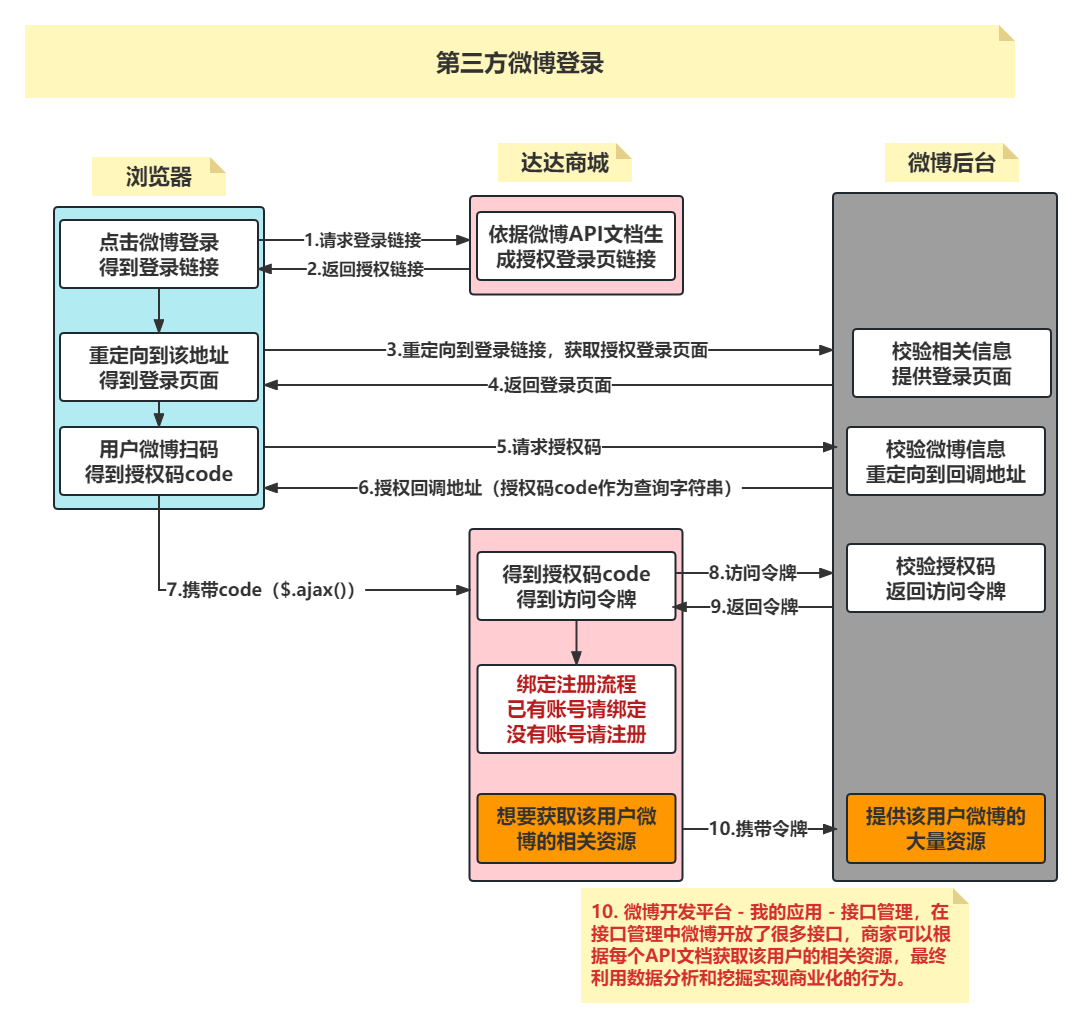 第三方微博登录
浏览器
达达商城
微博后台
点击微博登录
得到登录链接
1.请求登录链接
2.返回授权链接
依据微博API文档生
成授权登录页链接
重定向到该地址
得到登录页面
3.重定向到登录链接，获取授权登录页面
4.返回登录页面
校验相关信息
提供登录页面
用户微博扫码
得到授权码code
5.请求授权码
6.授权回调地址（授权码code作为查询字符串）
校验微博信息
重定向到回调地址
7.携带code（$.ajax()）
得到授权码code
得到访问令牌
8.访问令牌
9.返回令牌
校验授权码
返回访问令牌
绑定注册流程
已有账号请绑定
没有账号请注册
想要获取该用户微
博的相关资源
10.携带令牌
提供该用户微博的
大量资源
10. 微博开发平台 - 我的应用 - 接口管理，在
接口管理中微博开放了很多接口，商家可以根
据每个API文档获取该用户的相关资源，最终
利用数据分析和挖掘实现商业化的行为。